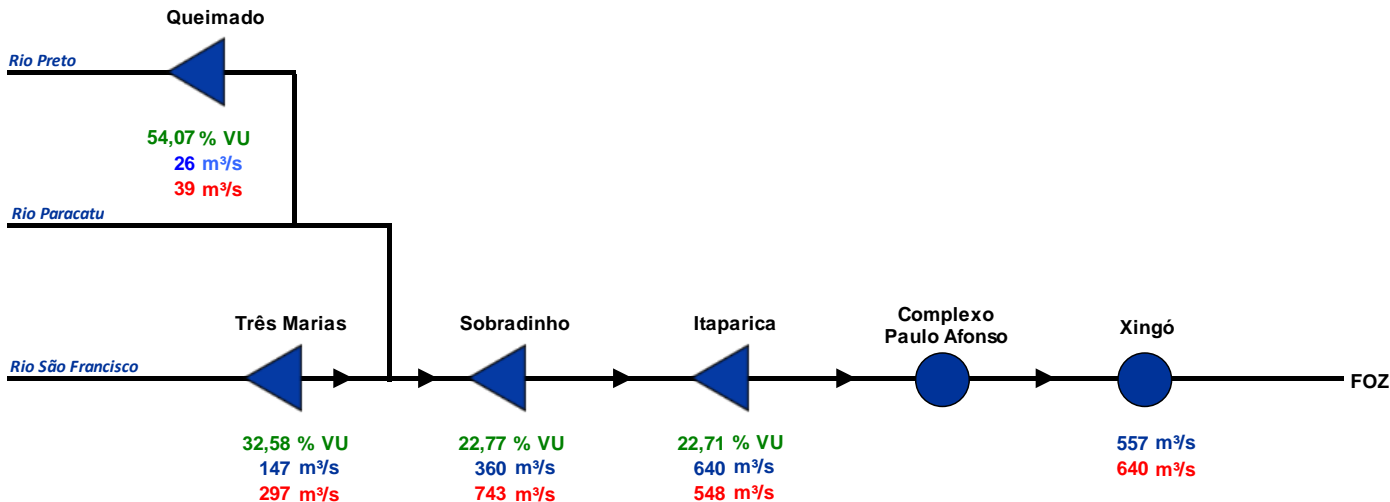 Queimado
Rio Preto
54,07 % VU
26 m³/s
39 m³/s
Rio Paracatu
Três Marias
Sobradinho
Itaparica
Complexo
Paulo Afonso
Xingó
Rio São Francisco
FOZ
32,58 % VU
147 m³/s
297 m³/s
22,77 % VU
360 m³/s
743 m³/s
22,71 % VU
640 m³/s
548 m³/s
557 m³/s
640 m³/s